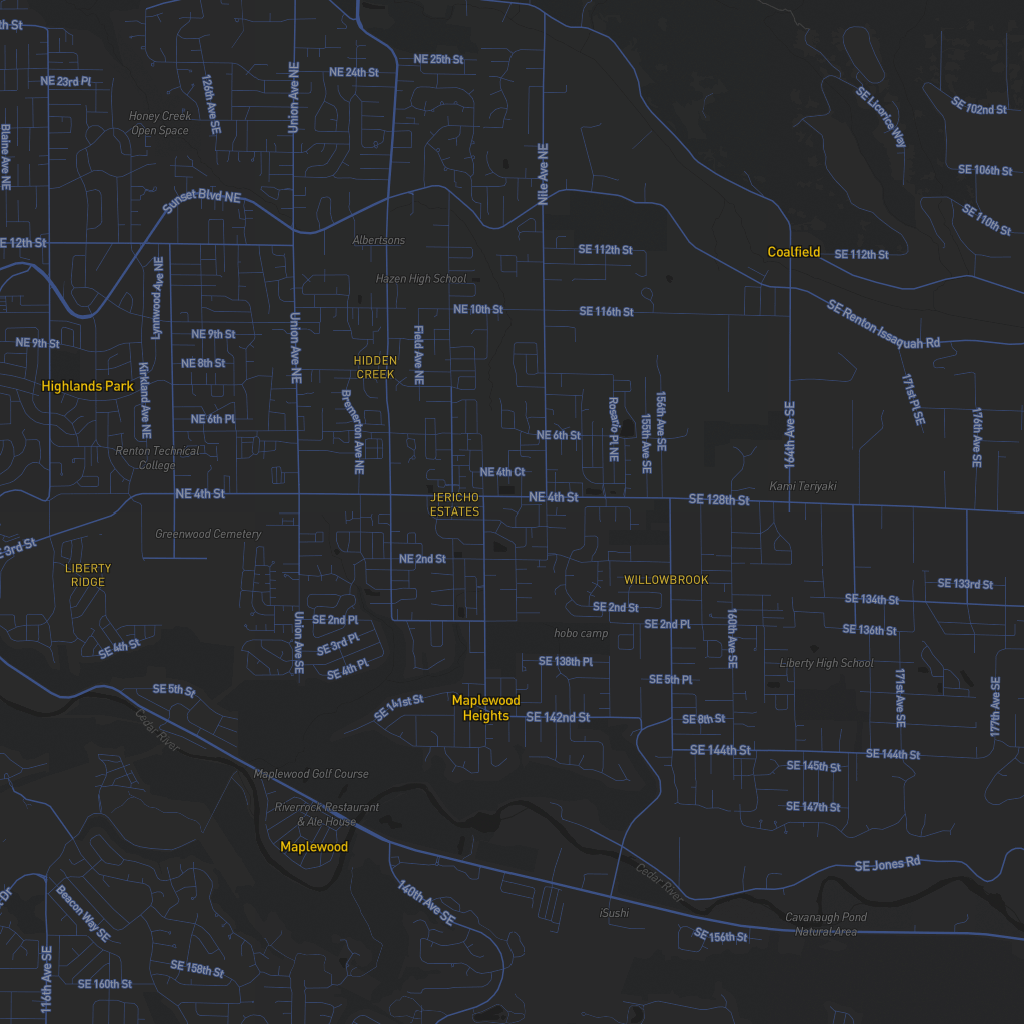 th St
NE 25th St
NE 24th St
NE 23rd Pl
126th Ave SE
Union Ave NE
SE Licorice Way
SE 102nd St
Honey Creek
Open Space
Blaine Ave NE
Nile Ave NE
SE 106th St
Sunset Blvd NE
SE 110th St
E 12th St
Albertsons
SE 112th St
Coalfield
SE 112th St
Lynnwood Ave NE
Hazen High School
NE 10th St
SE 116th St
SE Renton Issaquah Rd
NE 9th St
NE 9th St
Union Ave NE
Field Ave NE
NE 8th St
HIDDEN
CREEK
Highlands Park
Kirkland Ave NE
171st Pl SE
Bremerton Ave NE
NE 6th Pl
Rosario Pl NE
155th Ave SE
156th Ave SE
164th Ave SE
176th Ave SE
NE 6th St
Renton Technical
College
NE 4th Ct
Kami Teriyaki
NE 4th St
JERICHO
ESTATES
NE 4th St
SE 128th St
Greenwood Cemetery
E 3rd St
NE 2nd St
LIBERTY
RIDGE
WILLOWBROOK
SE 133rd St
SE 134th St
SE 2nd St
SE 2nd Pl
SE 2nd Pl
160th Ave SE
SE 136th St
hobo camp
Union Ave SE
SE 3rd Pl
SE 4th St
SE 4th Pl
SE 138th Pl
Liberty High School
SE 5th Pl
SE 5th St
171st Ave SE
177th Ave SE
SE 141st St
Maplewood
Heights
SE 142nd St
SE 8th St
Cedar River
SE 144th St
SE 144th St
SE 145th St
Maplewood Golf Course
Riverrock Restaurant
& Ale House
SE 147th St
Maplewood
SE Jones Rd
Cedar River
Dr
Beacon Way SE
140th Ave SE
iSushi
Cavanaugh Pond
Natural Area
SE 156th St
116th Ave SE
SE 158th St
SE 160th St